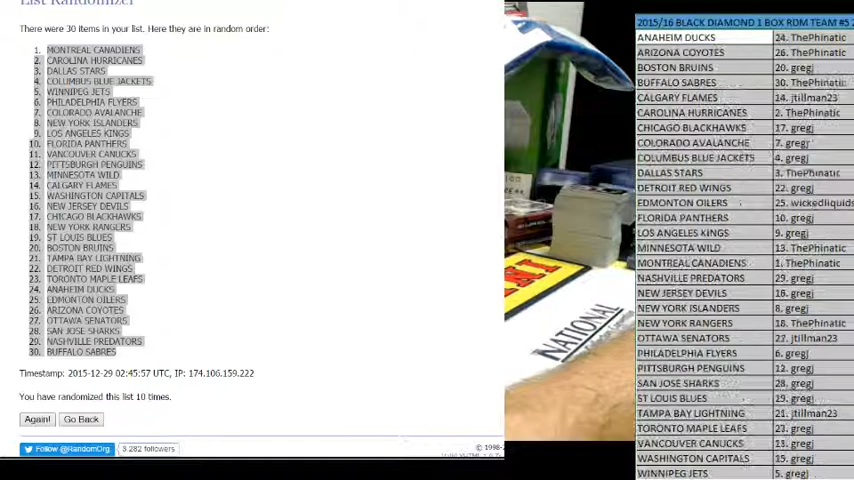 List Randomizer
There were 30 items in your list. Here they are in random order:
1. MONTREAL CANADIENS
2. CAROLINA HURRICANES
3. DALLAS STARS
4. COLUMBUS BLUE JACKETS
5. WINNIPEG JETS
6. PHILADELPHIA FLYERS
7. COLORADO AVALANCHE
8. NEW YORK ISLANDERS
9. LOS ANGELES KINGS
10. FLORIDA PANTHERS
11. VANCOUVER CANUCKS
12. PITTSBURGH PENGUINS
13. MINNESOTA WILD
14. CALGARY FLAMES
15. WASHINGTON CAPITALS
16. NEW JERSEY DEVILS
17. CHICAGO BLACKHAWKS
18. NEW YORK RANGERS
19. ST LOUIS BLUES
20. BOSTON BRUINS
21. TAMPA BAY LIGHTNING
22. DETROIT RED WINGS
23. TORONTO MAPLE LEAFS
24. ANAHEIM DUCKS
25. EDMONTON OILERS
26. ARIZONA COYOTES
27. OTTAWA SENATORS
28. SAN JOSE SHARKS
29. NASHVILLE PREDATORS
30. BUFFALO SABRES
Timestamp: 2015-12-29 02:45:57 UTC, IP: 174.106.159.222
You have randomized this list 10 times.
Again! Go Back
Follow @RandomOrg 3,282 followers
© 1998-
NATIONAL
2015/16 BLACK DIAMOND 1 BOX RDM TEAM #5 2
ANAHEIM DUCKS 24. ThePhinatic
ARIZONA COYOTES 26. ThePhinatic
BOSTON BRUINS 20. gregj
BUFFALO SABRES 30. ThePhinatic
CALGARY FLAMES 14. jtillman23
CAROLINA HURRICANES 2. ThePhinatic
CHICAGO BLACKHAWKS 17. gregj
COLORADO AVALANCHE 7. gregj
COLUMBUS BLUE JACKETS 4. gregj
DALLAS STARS 3. ThePhinatic
DETROIT RED WINGS 22. gregj
EDMONTON OILERS 25. wickedliquids
FLORIDA PANTHERS 10. gregj
LOS ANGELES KINGS 9. gregj
MINNESOTA WILD 13. ThePhinatic
MONTREAL CANADIENS 1. ThePhinatic
NASHVILLE PREDATORS 29. gregj
NEW JERSEY DEVILS 16. gregj
NEW YORK ISLANDERS 8. gregj
NEW YORK RANGERS 18. ThePhinatic
OTTAWA SENATORS 27. jtillman23
PHILADELPHIA FLYERS 6. gregj
PITTSBURGH PENGUINS 12. gregj
SAN JOSE SHARKS 28. gregj
ST LOUIS BLUES 19. gregj
TAMPA BAY LIGHTNING 21. jtillman23
TORONTO MAPLE LEAFS 23. gregj
VANCOUVER CANUCKS 11. gregj
WASHINGTON CAPITALS 15. gregj
WINNIPEG JETS 5. gregj